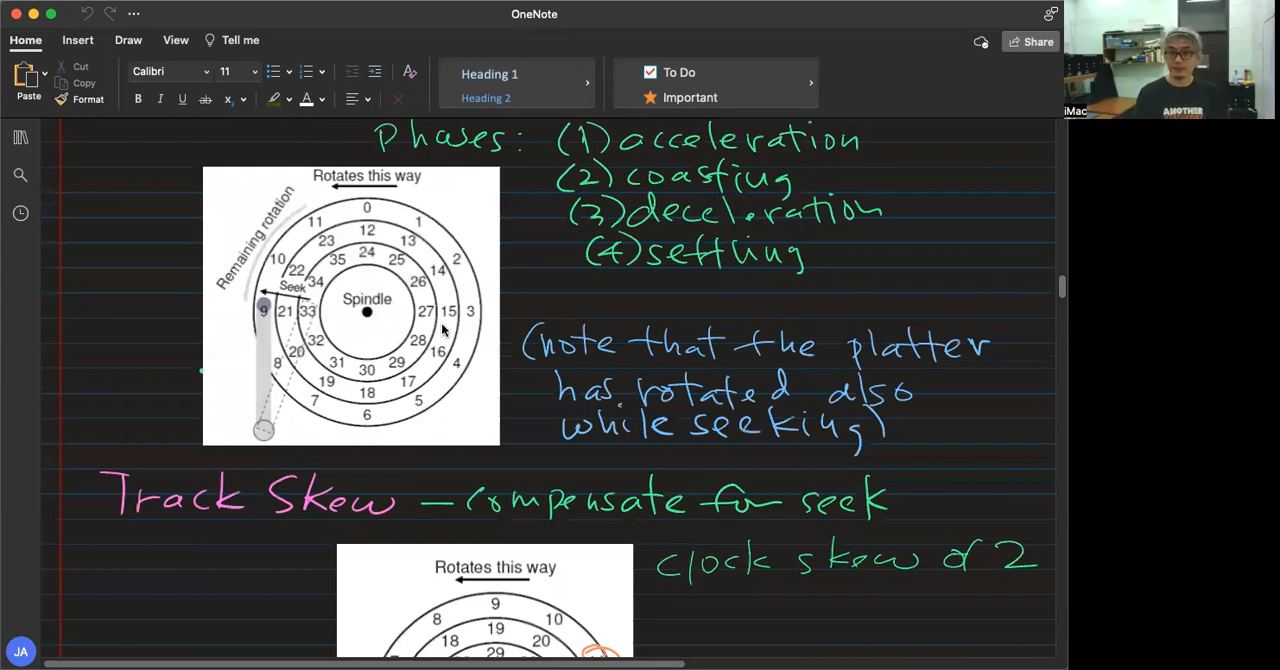 OneNote
Home Insert Draw View Tell me
Share
Paste
Cut
Copy
Format
Calibri 11
B I U ab x A
Heading 1
Heading 2
To Do
Important
iMac
ANOTHER
Phases: (1) acceleration
(2) coasting
(3) deceleration
(4) settling
Rotates this way
Remaining rotation
Seek
Spindle
0 1 2 3 4 5 6 7 8 9 10 11
12 13 14 15 16 17 18 19 20 21 22 23
24 25 26 27 28 29 30 31 32 33 34 35
(note that the platter
has rotated also
while seeking)
Track Skew — compensate for seek
clock skew of 2
Rotates this way
9
8 10
19
18 20
29
JA